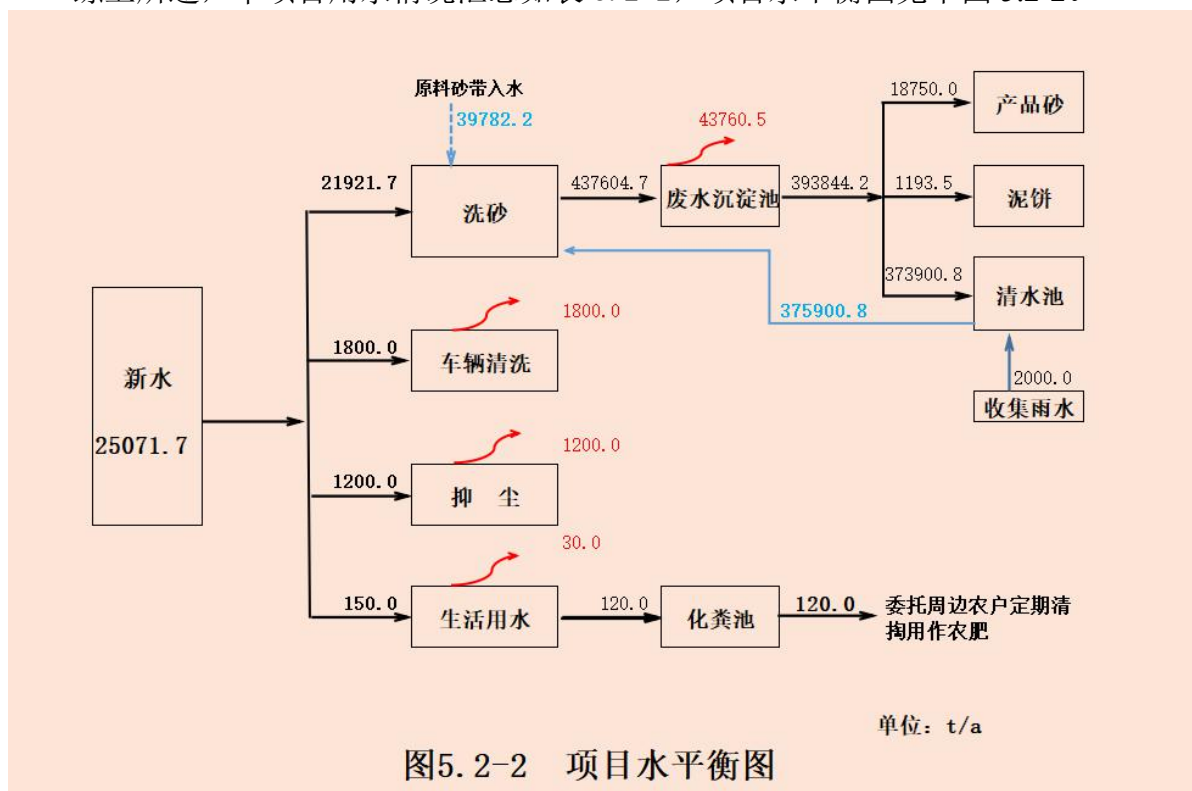 原料砂带入水
39782.2
18750.0
产品砂
43760.5
21921.7
洗砂
437604.7
废水沉淀池
393844.2
1193.5
泥饼
373900.8
清水池
375900.8
2000.0
收集雨水
新水
25071.7
1800.0
1800.0
车辆清洗
1200.0
1200.0
抑 尘
30.0
150.0
生活用水
120.0
化粪池
120.0
委托周边农户定期清
掏用作农肥
单位：t/a
图5.2-2 项目水平衡图